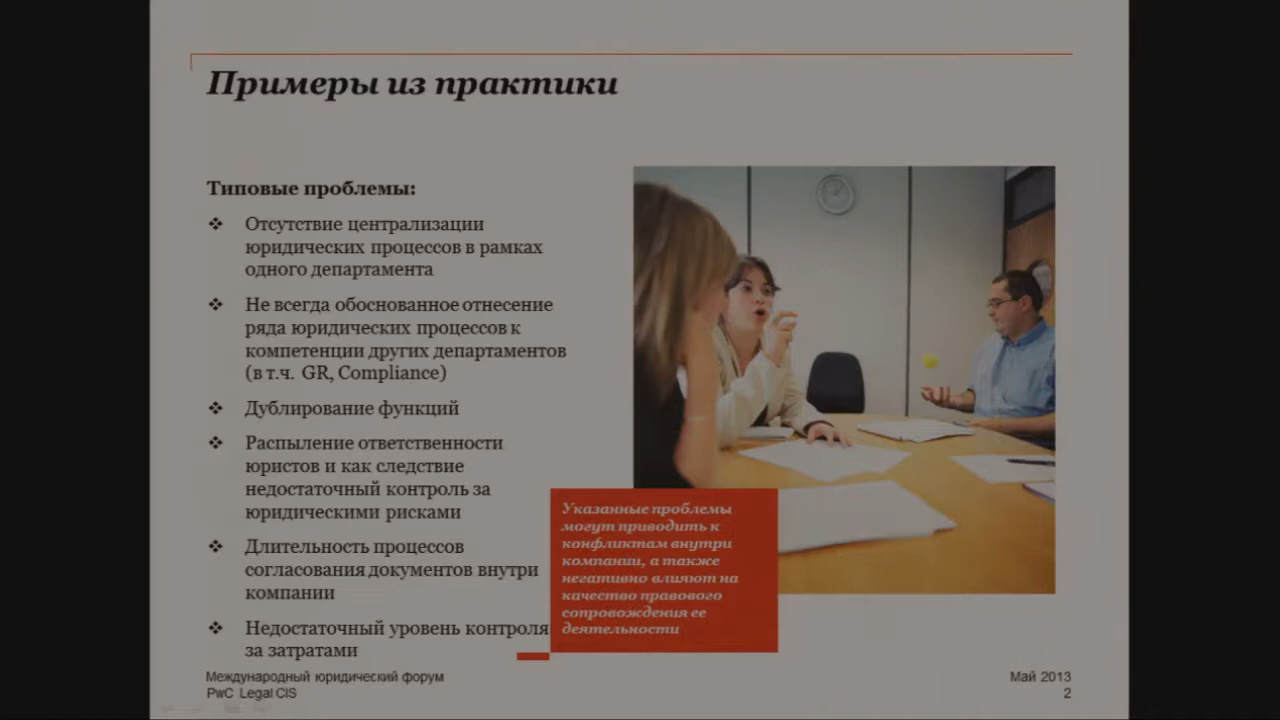 Примеры из практики
Типовые проблемы:
❖ Отсутствие централизации
юридических процессов в рамках
одного департамента
❖ Не всегда обоснованное отнесение
ряда юридических процессов к
компетенции других департаментов
(в т.ч. GR, Compliance)
❖ Дублирование функций
❖ Распыление ответственности
юристов и как следствие
недостаточный контроль за
юридическими рисками
❖ Длительность процессов
согласования документов внутри
компании
❖ Недостаточный уровень контроля
за затратами
Указанные проблемы
могут приводить к
конфликтам внутри
компании, а также
негативно влияют на
качество правового
сопровождения ее
деятельности
Международный юридический форум
PwC Legal CIS
Май 2013
2